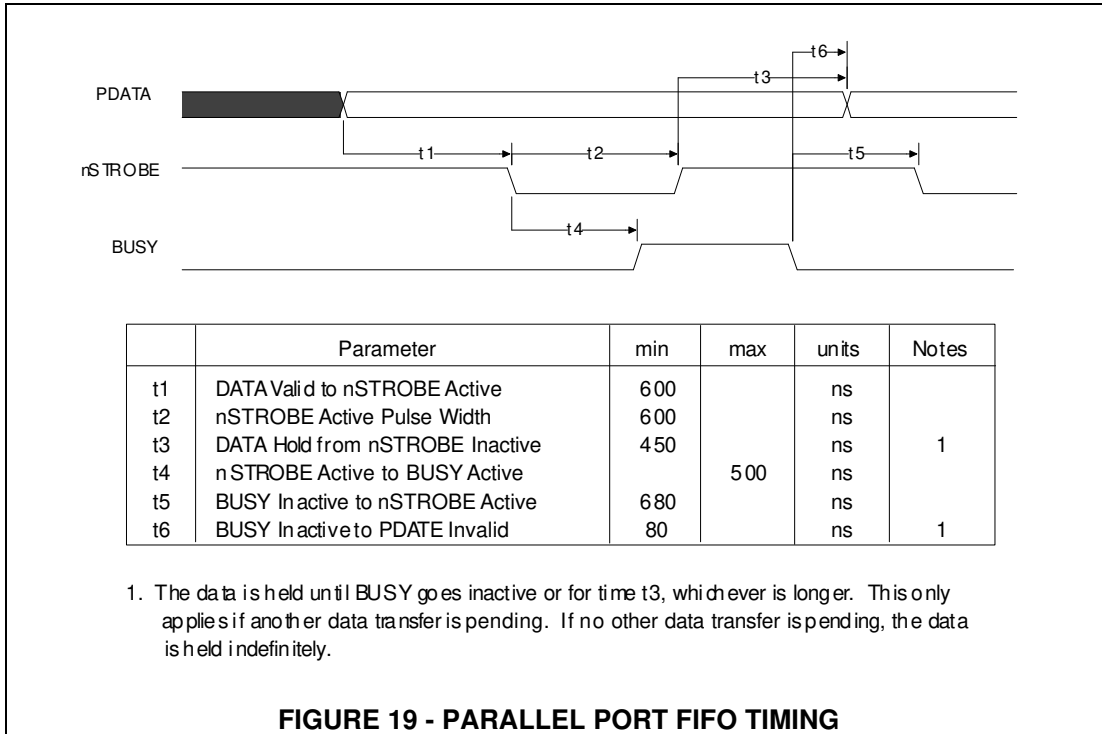 t6
t3
PDATA
t1 t2 t5
nSTROBE
t4
BUSY
Parameter min max units Notes
t1 DATA Valid to nSTROBE Active 600 ns
t2 nSTROBE Active Pulse Width 600 ns
t3 DATA Hold from nSTROBE Inactive 450 ns 1
t4 nSTROBE Active to BUSY Active 500 ns
t5 BUSY Inactive to nSTROBE Active 680 ns
t6 BUSY Inactive to PDATE Invalid 80 ns 1
1. The data is held until BUSY goes inactive or for time t3, whichever is longer. This only
applies if another data transfer is pending. If no other data transfer is pending, the data
is held indefinitely.
FIGURE 19 - PARALLEL PORT FIFO TIMING